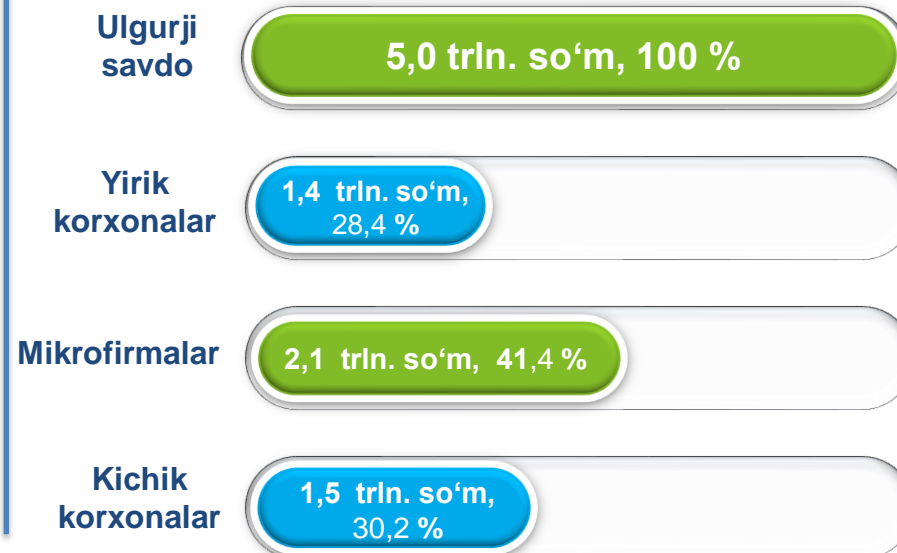 Ulgurji
savdo
5,0 trln. so‘m, 100 %
Yirik
korxonalar
1,4 trln. so‘m,
28,4 %
Mikrofirmalar
2,1 trln. so‘m, 41,4 %
Kichik
korxonalar
1,5 trln. so‘m,
30,2 %